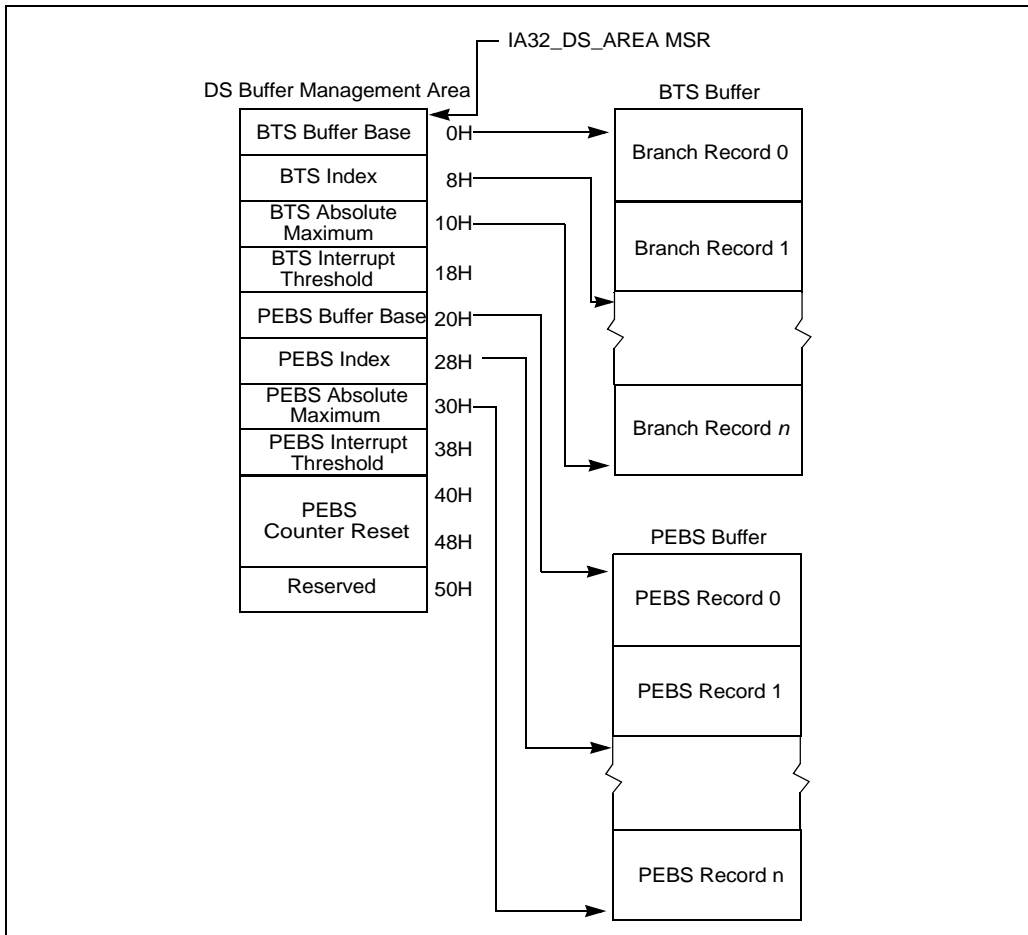 IA32_DS_AREA MSR
DS Buffer Management Area
BTS Buffer Base 0H
BTS Index 8H
BTS Absolute
Maximum 10H
BTS Interrupt
Threshold 18H
PEBS Buffer Base 20H
PEBS Index 28H
PEBS Absolute
Maximum 30H
PEBS Interrupt
Threshold 38H
40H
PEBS
Counter Reset
48H
Reserved 50H
BTS Buffer
Branch Record 0
Branch Record 1
Branch Record n
PEBS Buffer
PEBS Record 0
PEBS Record 1
PEBS Record n